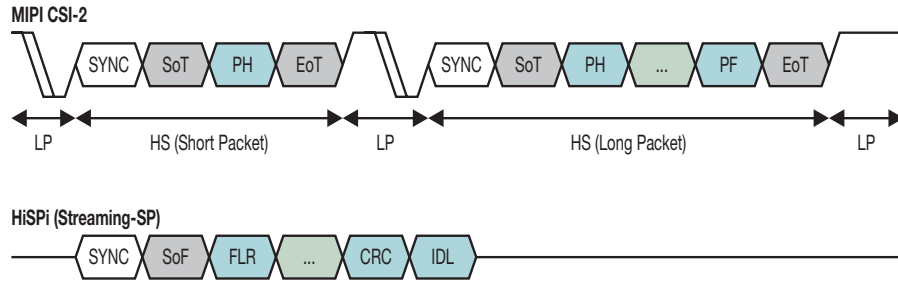 MIPI CSI-2
SYNC SoT PH EoT SYNC SoT PH ... PF EoT
LP HS (Short Packet) LP HS (Long Packet) LP
HiSPi (Streaming-SP)
SYNC SoF FLR ... CRC IDL